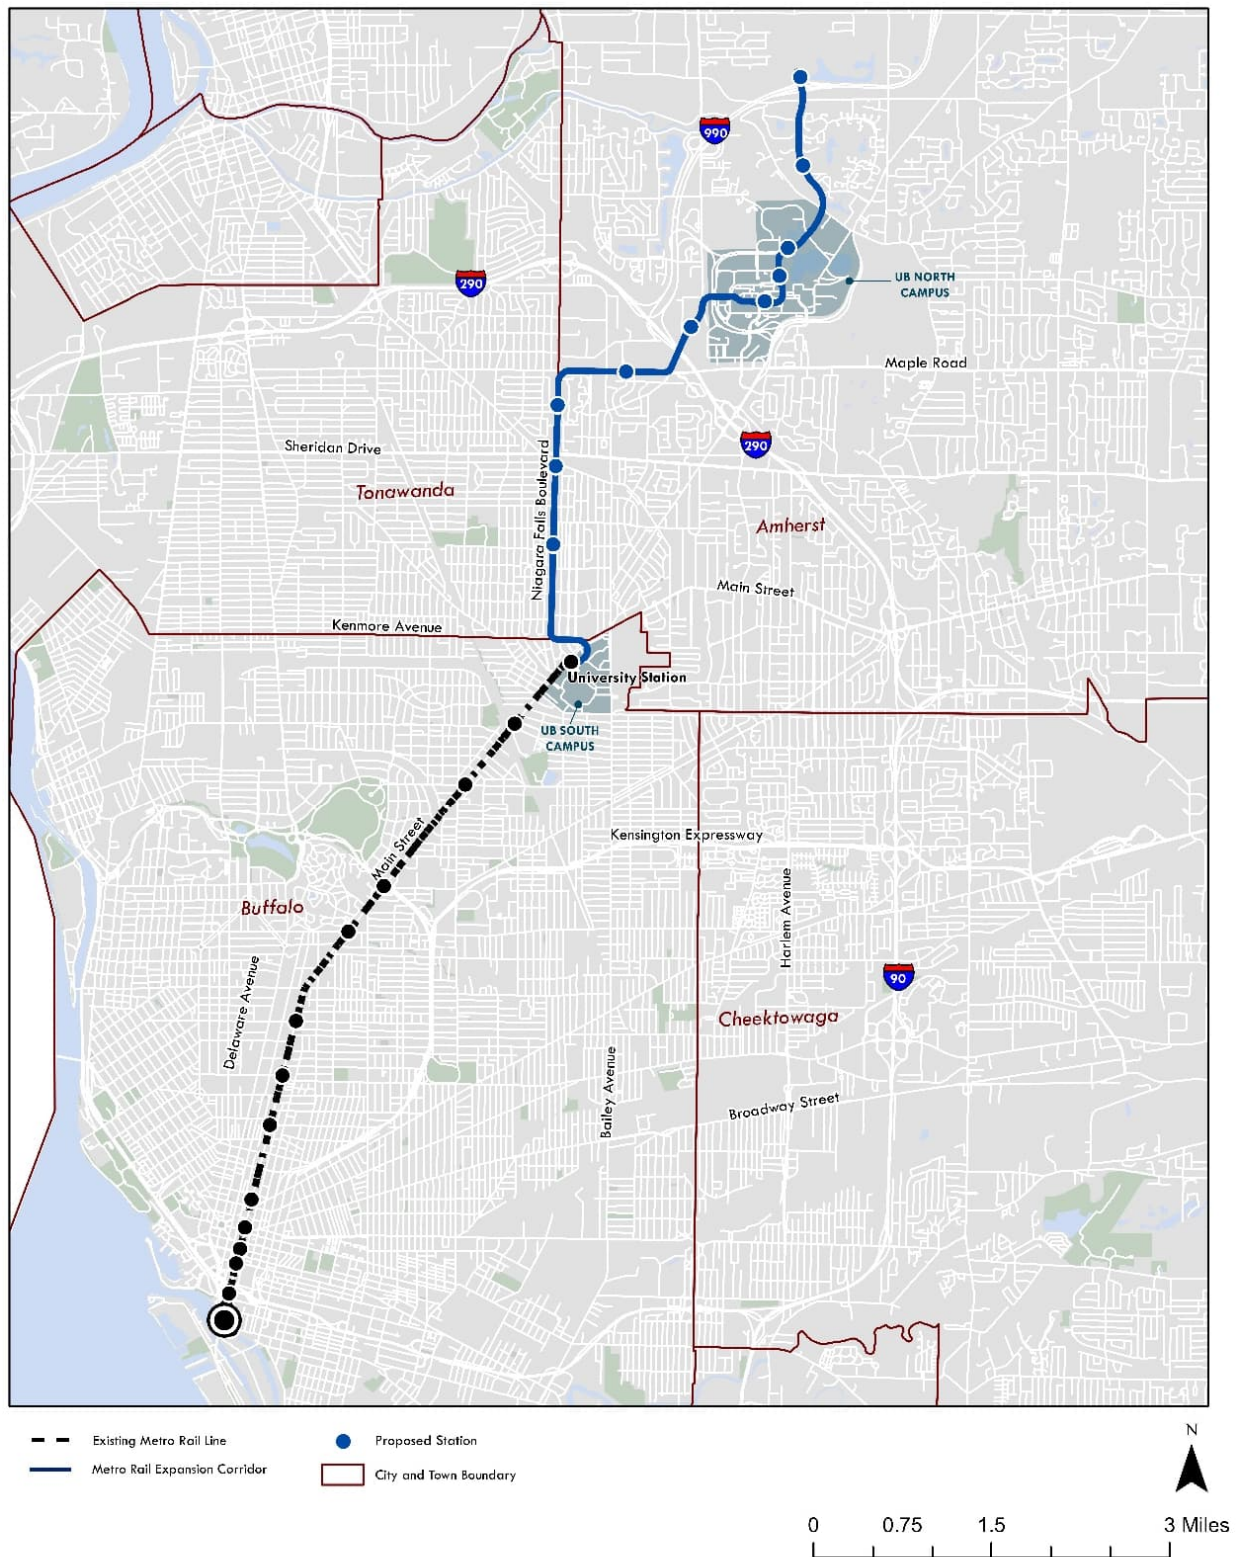 990
290
UB NORTH
CAMPUS
Maple Road
Sheridan Drive
290
Tonawanda
Niagara Falls Boulevard
Amherst
Main Street
Kenmore Avenue
University Station
UB SOUTH
CAMPUS
Main Street
Kensington Expressway
Buffalo
Harlem Avenue
Delaware Avenue
90
Cheektowaga
Bailey Avenue
Broadway Street
Existing Metro Rail Line
Proposed Station
Metro Rail Expansion Corridor
City and Town Boundary
N
0 0.75 1.5 3 Miles